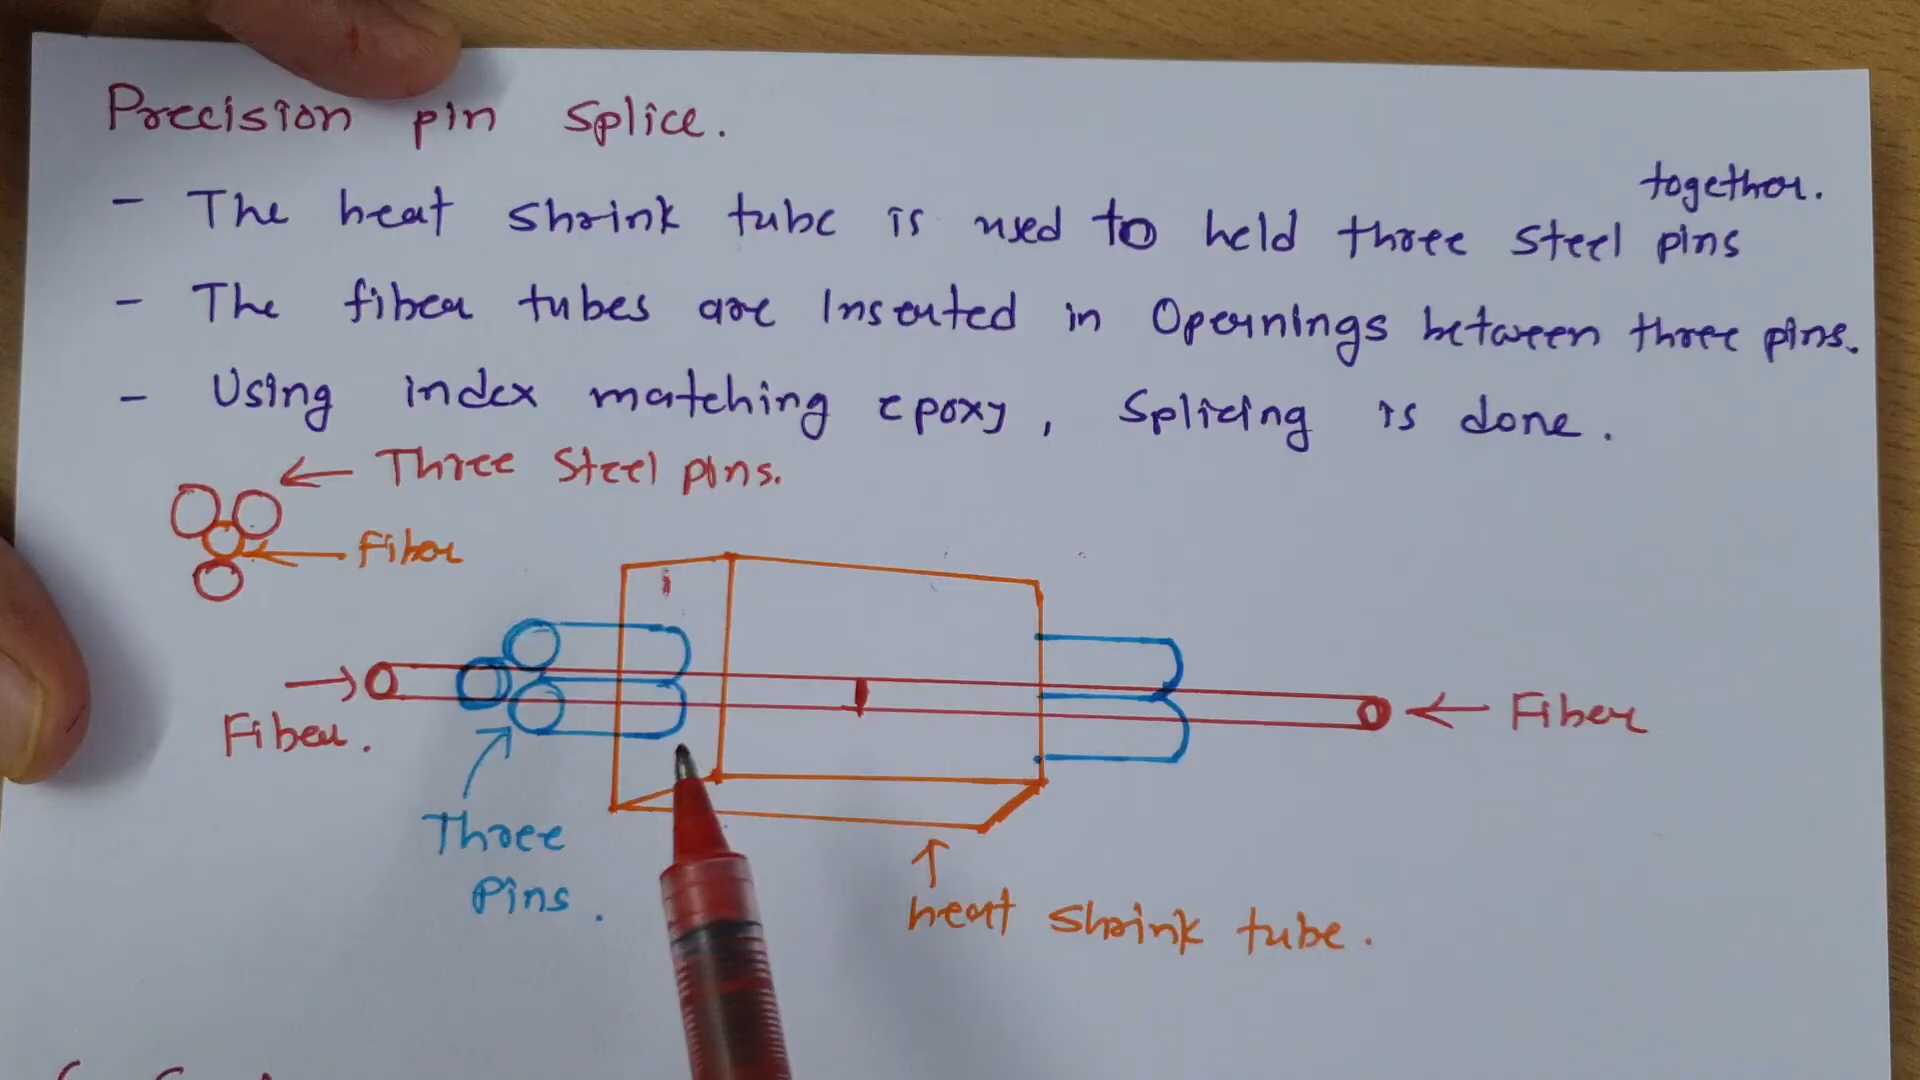 Precision pin splice.
together.
- The heat shrink tube is used to held three steel pins
- The fiber tubes are inserted in Opernings between three pins.
- Using index matching epoxy, Splicing is done.
← Three Steel pins.
← Fiber
→ Fiber.
← Fiber
Three
Pins.
heat shrink tube.